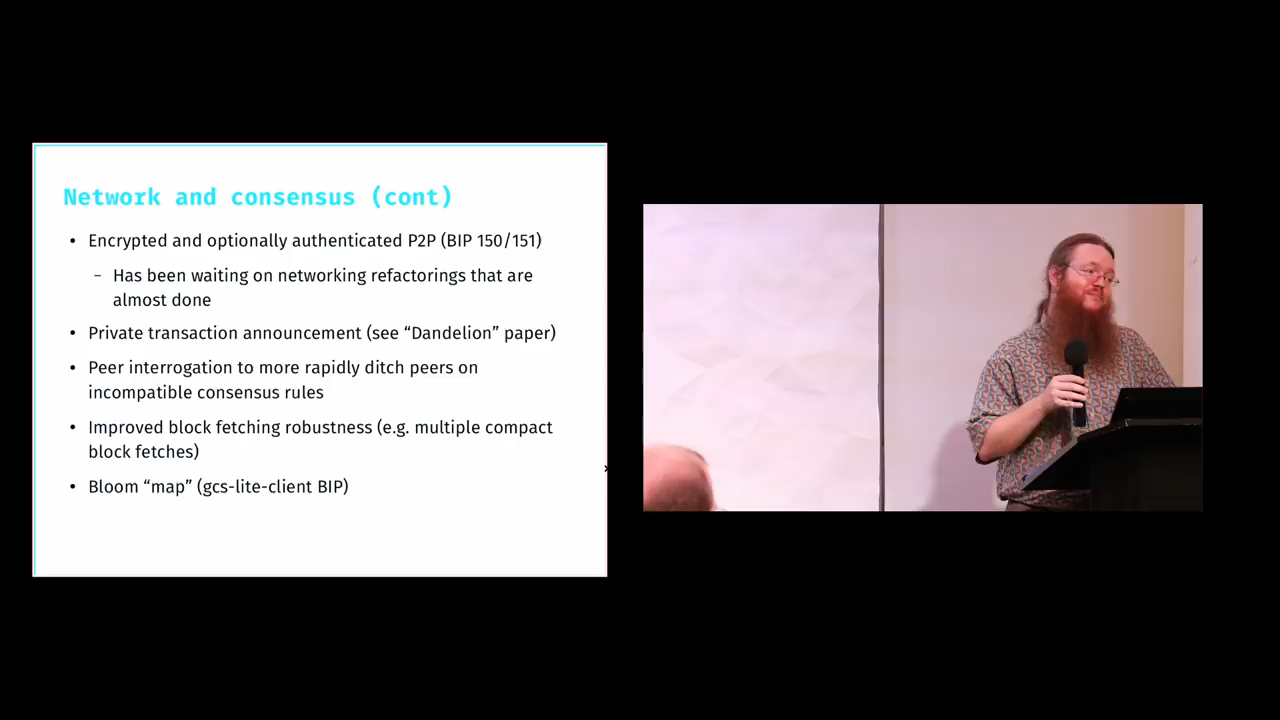 Network and consensus (cont)
• Encrypted and optionally authenticated P2P (BIP 150/151)
– Has been waiting on networking refactorings that are
almost done
• Private transaction announcement (see “Dandelion” paper)
• Peer interrogation to more rapidly ditch peers on
incompatible consensus rules
• Improved block fetching robustness (e.g. multiple compact
block fetches)
• Bloom “map” (gcs-lite-client BIP)